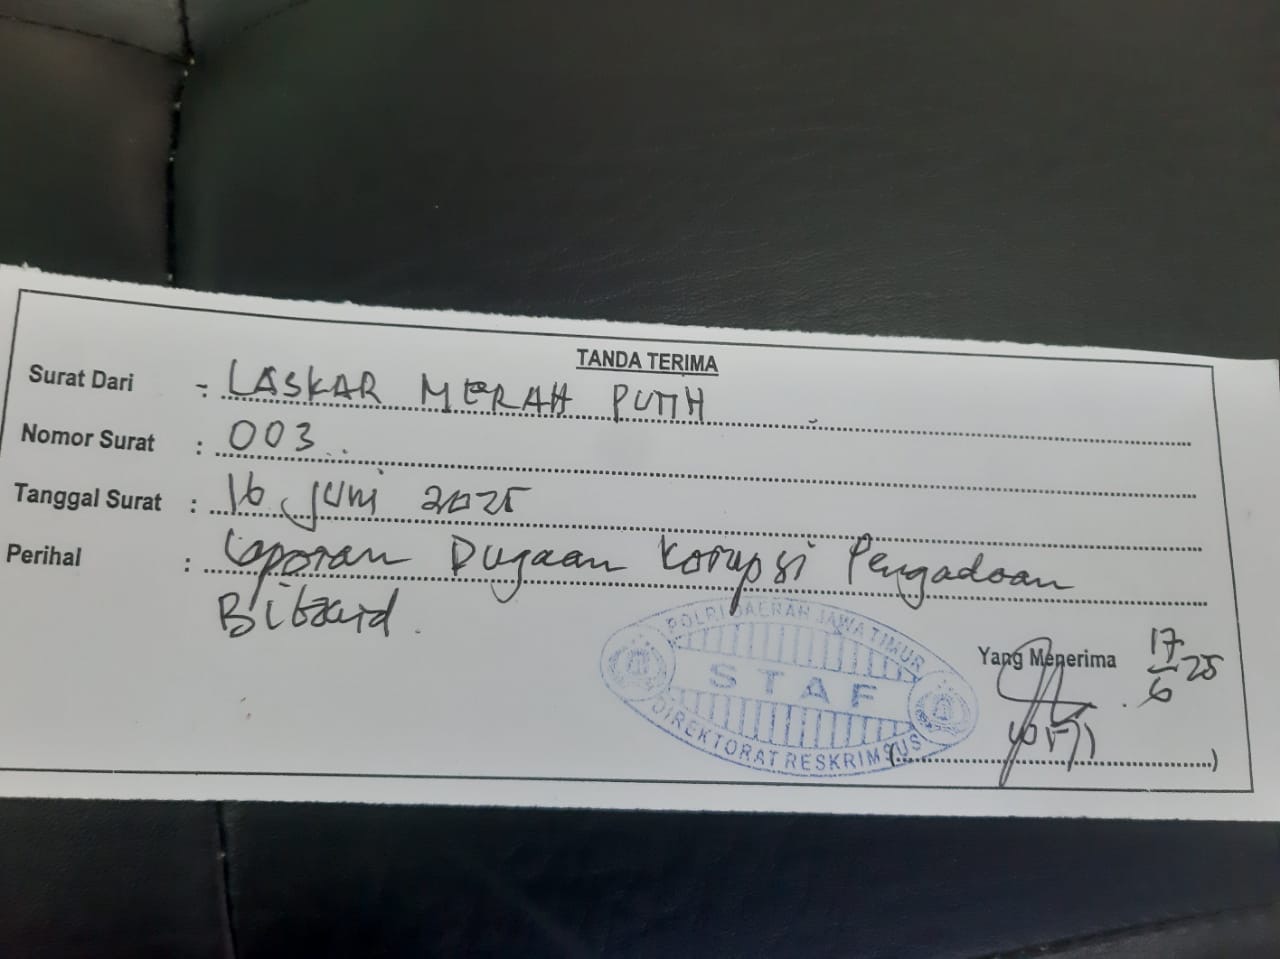 TANDA TERIMA
Surat Dari : LASKAR MERAH PUTIH
Nomor Surat : 003
Tanggal Surat : 16 Juni 2025
Perihal : Laporan Dugaan Korupsi Pengadaan
POLRI DAERAH JAWA TIMUR
STAF
DIREKTORAT RESKRIMSUS
Yang Menerima
17/6 25
(....................)